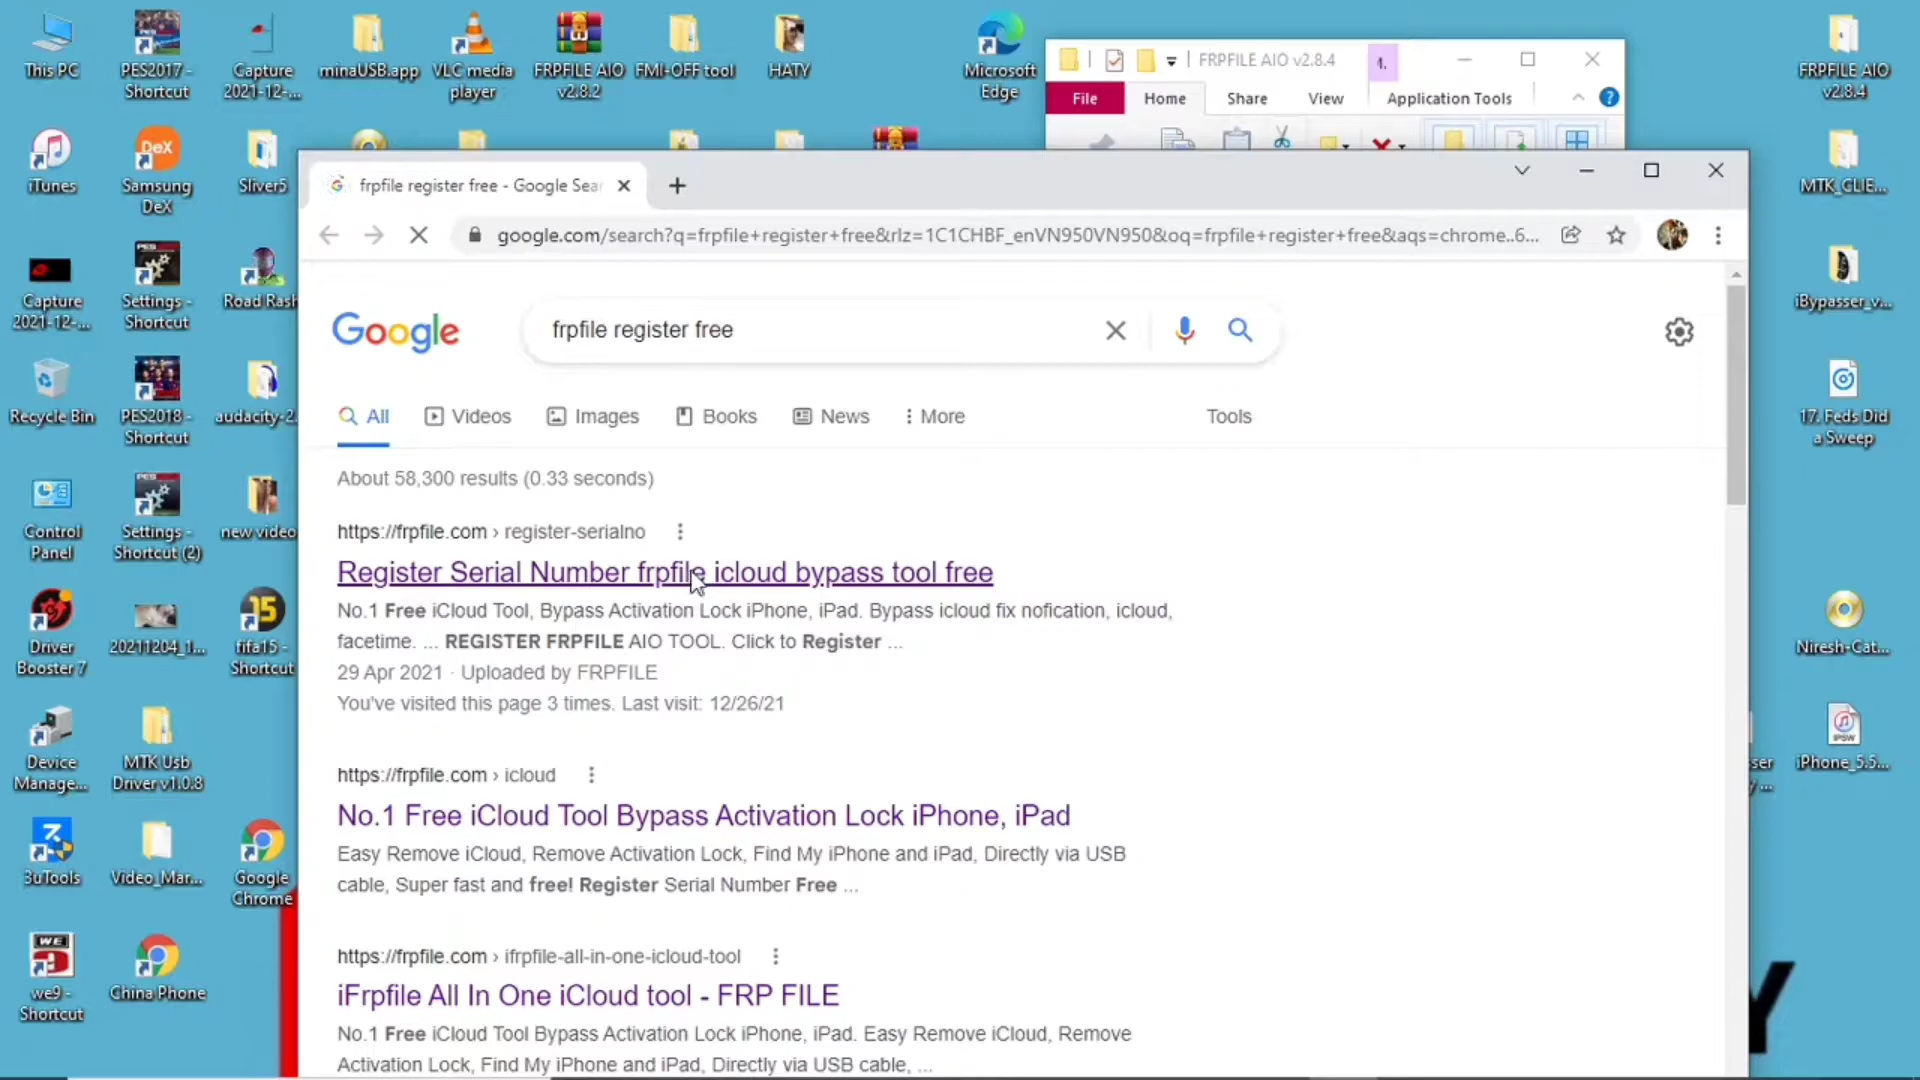 This PC
PES2017 -
Shortcut
Capture
2021-12-...
minaUSB.app
VLC media
player
FRPFILE AIO
v2.8.2
FMI-OFF tool
HATY
Microsoft
Edge
FRPFILE AIO v2.8.4
File
Home
Share
View
Application Tools
FRPFILE AIO
v2.8.4
iTunes
DeX
Samsung
DeX
Sliver5
MTK_CLIE...
frpfile register free - Google Sear
google.com/search?q=frpfile+register+free&rlz=1C1CHBF_enVN950VN950&oq=frpfile+register+free&aqs=chrome..6...
Capture
2021-12-...
Settings -
Shortcut
Road Rash
iBypasser_v...
Google
frpfile register free
Recycle Bin
PES2018 -
Shortcut
audacity-2.
17. Feds Did
a Sweep
All
Videos
Images
Books
News
More
Tools
About 58,300 results (0.33 seconds)
Control
Panel
Settings -
Shortcut (2)
new video
https://frpfile.com › register-serialno
Register Serial Number frpfile icloud bypass tool free
No.1 Free iCloud Tool, Bypass Activation Lock iPhone, iPad. Bypass icloud fix nofication, icloud,
facetime. ... REGISTER FRPFILE AIO TOOL. Click to Register ...
29 Apr 2021 · Uploaded by FRPFILE
You've visited this page 3 times. Last visit: 12/26/21
Driver
Booster 7
20211204_1...
15
fifa15 -
Shortcut
Niresh-Cat...
Device
Manage...
MTK Usb
Driver v1.0.8
ser
y...
IPSW
iPhone_5.5...
https://frpfile.com › icloud
No.1 Free iCloud Tool Bypass Activation Lock iPhone, iPad
Easy Remove iCloud, Remove Activation Lock, Find My iPhone and iPad, Directly via USB
cable, Super fast and free! Register Serial Number Free ...
3uTools
Video_Mar...
Google
Chrome
https://frpfile.com › ifrpfile-all-in-one-icloud-tool
iFrpfile All In One iCloud tool - FRP FILE
No.1 Free iCloud Tool Bypass Activation Lock iPhone, iPad. Easy Remove iCloud, Remove
Activation Lock, Find My iPhone and iPad, Directly via USB cable, ...
WE
we9 -
Shortcut
China Phone
Y